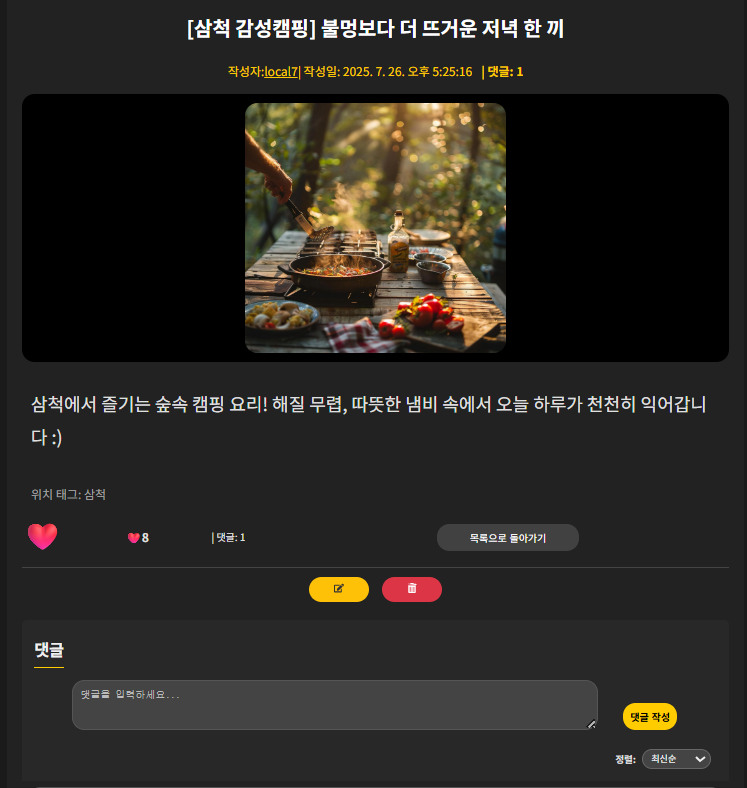 [삼척 감성캠핑] 불멍보다 더 뜨거운 저녁 한 끼
작성자:local7| 작성일: 2025. 7. 26. 오후 5:25:16 | 댓글: 1
삼척에서 즐기는 숲속 캠핑 요리! 해질 무렵, 따뜻한 냄비 속에서 오늘 하루가 천천히 익어갑니
다 :)
위치 태그: 삼척
8 | 댓글: 1 목록으로 돌아가기
댓글
댓글을 입력하세요...
댓글 작성
정렬: 최신순